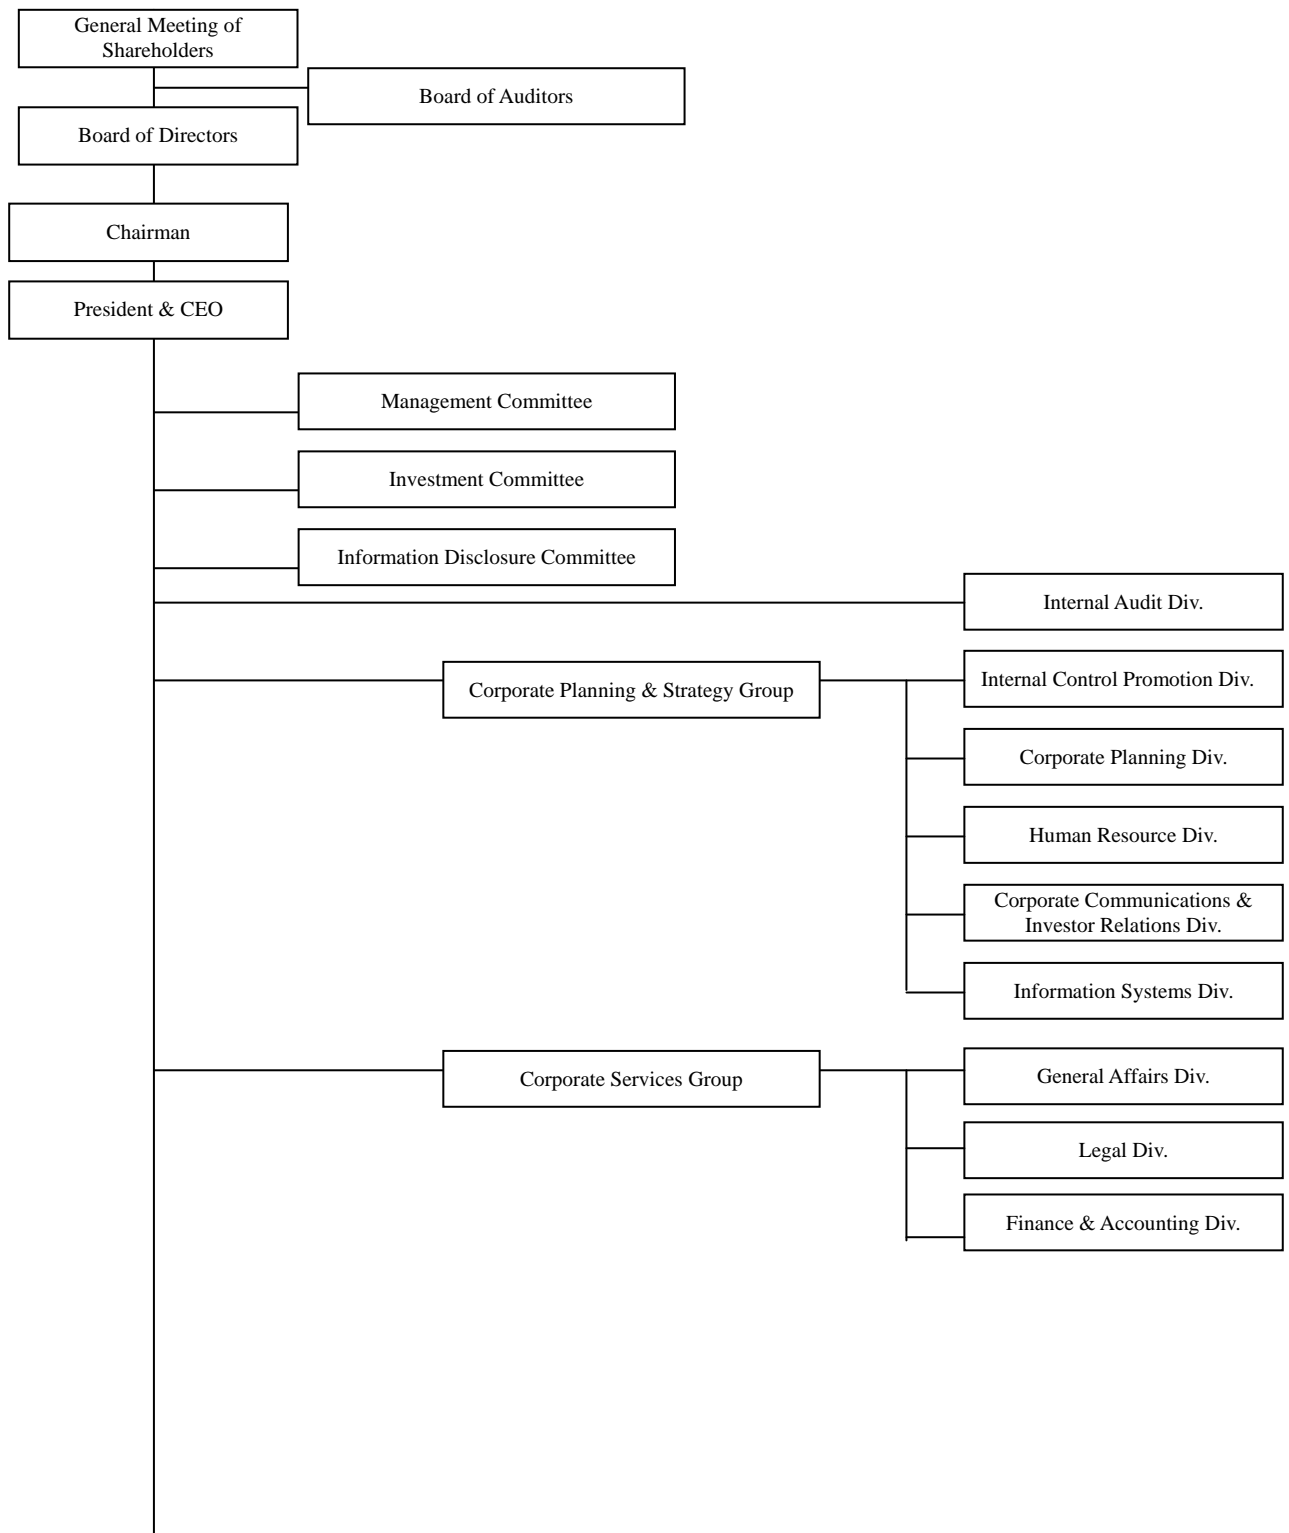 General Meeting of
Shareholders
Board of Auditors
Board of Directors
Chairman
President & CEO
Management Committee
Investment Committee
Information Disclosure Committee
Internal Audit Div.
Corporate Planning & Strategy Group
Internal Control Promotion Div.
Corporate Planning Div.
Human Resource Div.
Corporate Communications &
Investor Relations Div.
Information Systems Div.
Corporate Services Group
General Affairs Div.
Legal Div.
Finance & Accounting Div.